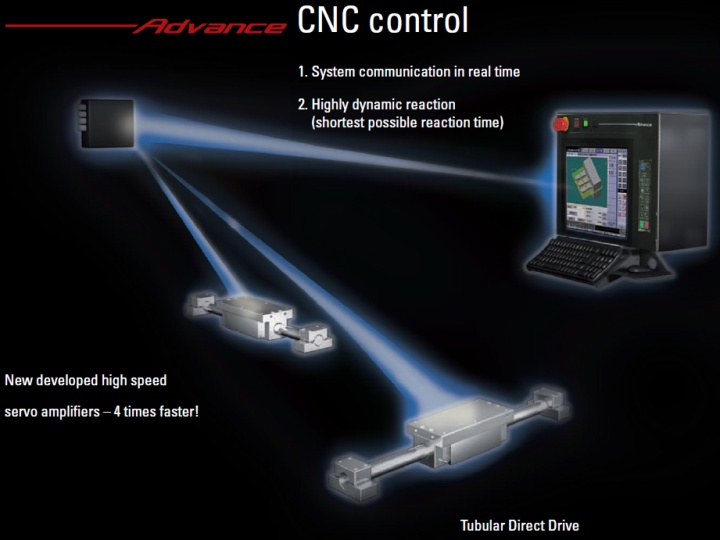 Advance CNC control
1. System communication in real time
2. Highly dynamic reaction
(shortest possible reaction time)
Advance
New developed high speed
servo amplifiers – 4 times faster!
Tubular Direct Drive